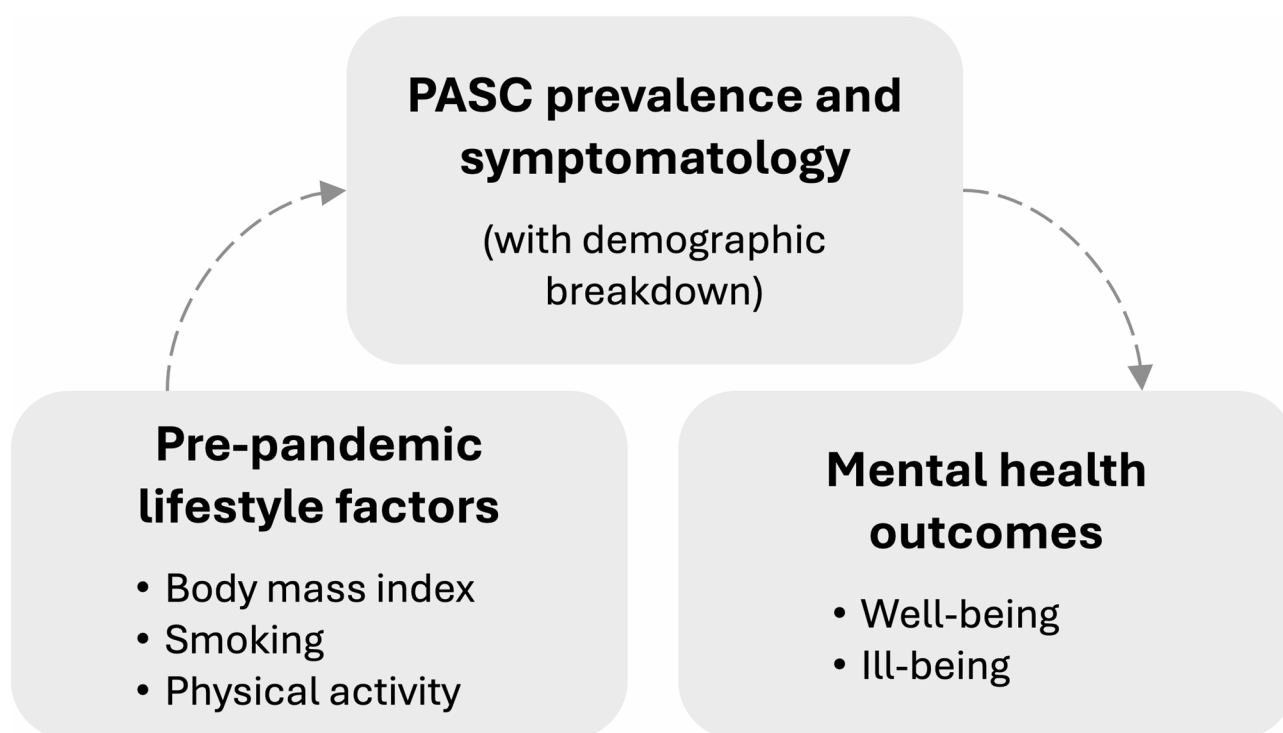 PASC prevalence and
symptomatology
(with demographic
breakdown)
Pre-pandemic
lifestyle factors
• Body mass index
• Smoking
• Physical activity
Mental health
outcomes
• Well-being
• Ill-being